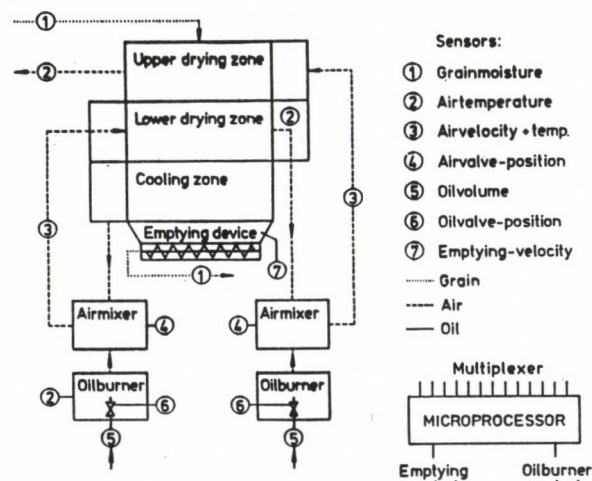 ①
②
Upper drying zone
Lower drying zone
②
Cooling zone
③
③
Emptying device
①
⑦
Airmixer
④
④
Airmixer
Oilburner
②
⑥
⑤
Oilburner
⑥
⑤
Sensors:
① Grainmoisture
② Airtemperature
③ Airvelocity + temp.
④ Airvalve-position
⑤ Oilvolume
⑥ Oilvalve-position
⑦ Emptying-velocity
Grain
Air
Oil
Multiplexer
MICROPROCESSOR
Emptying
Oilburner